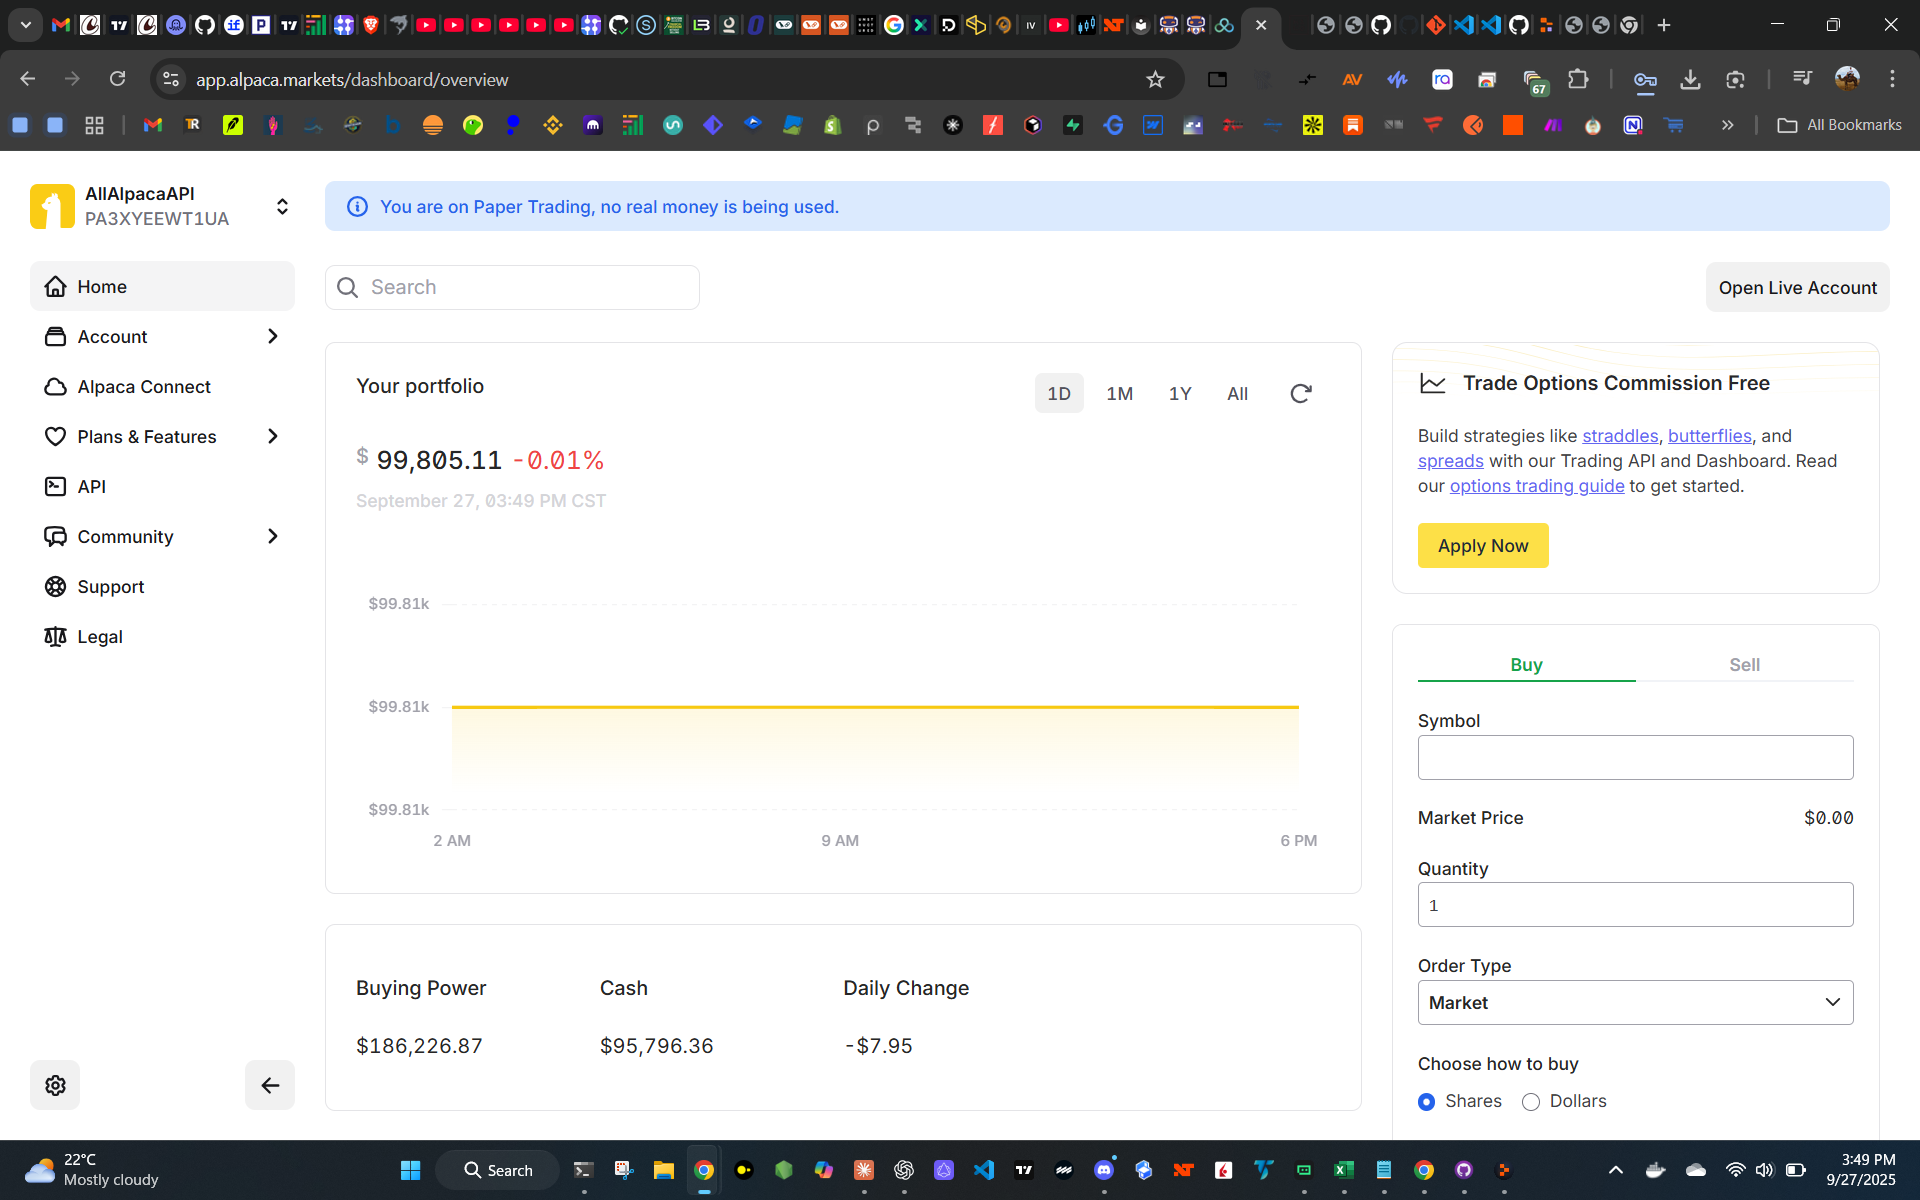 app.alpaca.markets/dashboard/overview
67
All Bookmarks
AllAlpacaAPI
PA3XYEEWT1UA
You are on Paper Trading, no real money is being used.
Home
Account
Alpaca Connect
Plans & Features
API
Community
Support
Legal
Search
Open Live Account
Your portfolio
1D
1M
1Y
All
$ 99,805.11 -0.01%
September 27, 03:49 PM CST
$99.81k
$99.81k
$99.81k
2 AM
9 AM
6 PM
Buying Power
Cash
Daily Change
$186,226.87
$95,796.36
-$7.95
Trade Options Commission Free
Build strategies like straddles, butterflies, and
spreads with our Trading API and Dashboard. Read
our options trading guide to get started.
Apply Now
Buy
Sell
Symbol
Market Price
$0.00
Quantity
1
Order Type
Market
Choose how to buy
Shares
Dollars
22°C
Mostly cloudy
Search
3:49 PM
9/27/2025